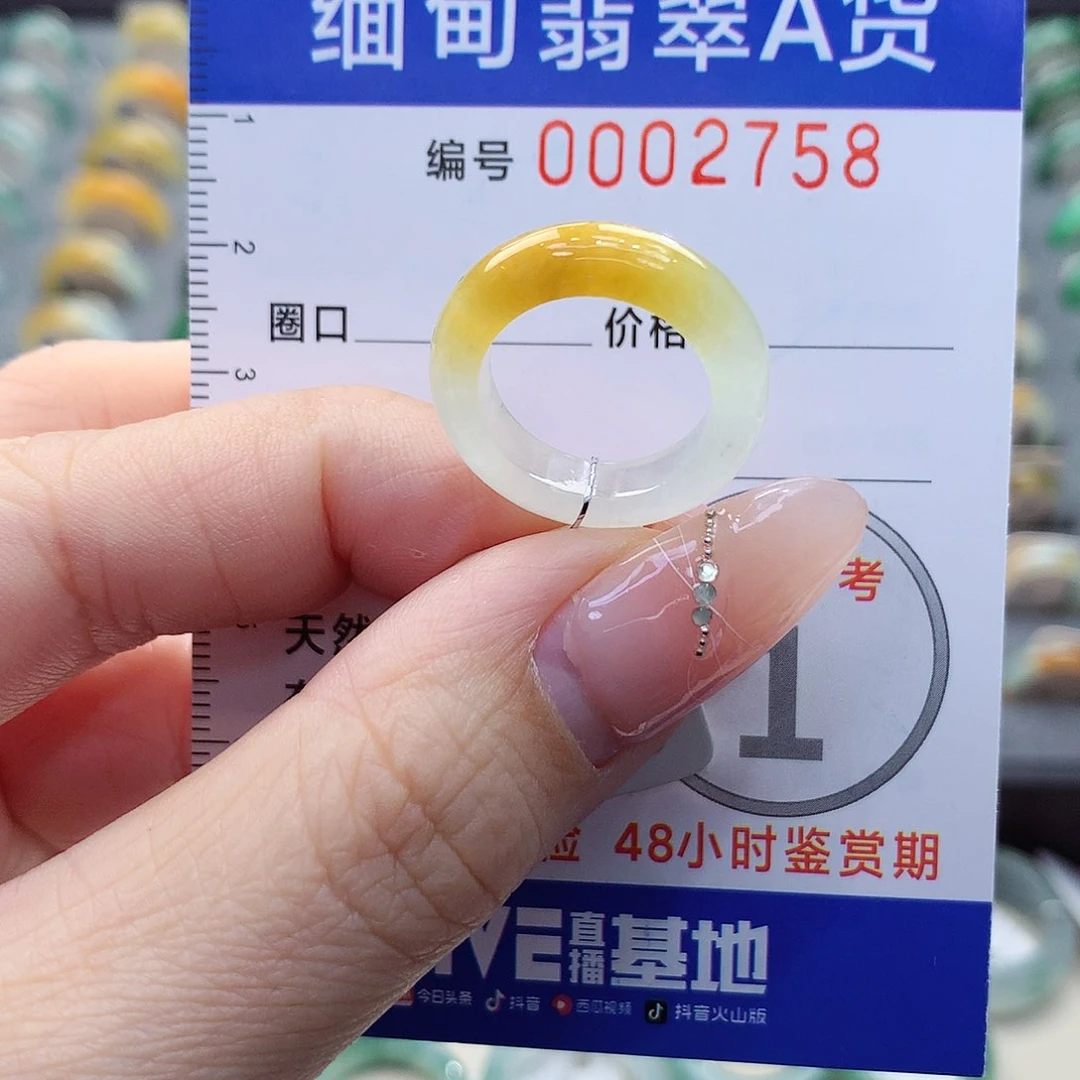 缅甸翡翠A货
编号 0002758
圈口 价格
1
2
3
天然
考
1
48小时鉴赏期
直播基地
今日头条 抖音 西瓜视频 抖音火山版